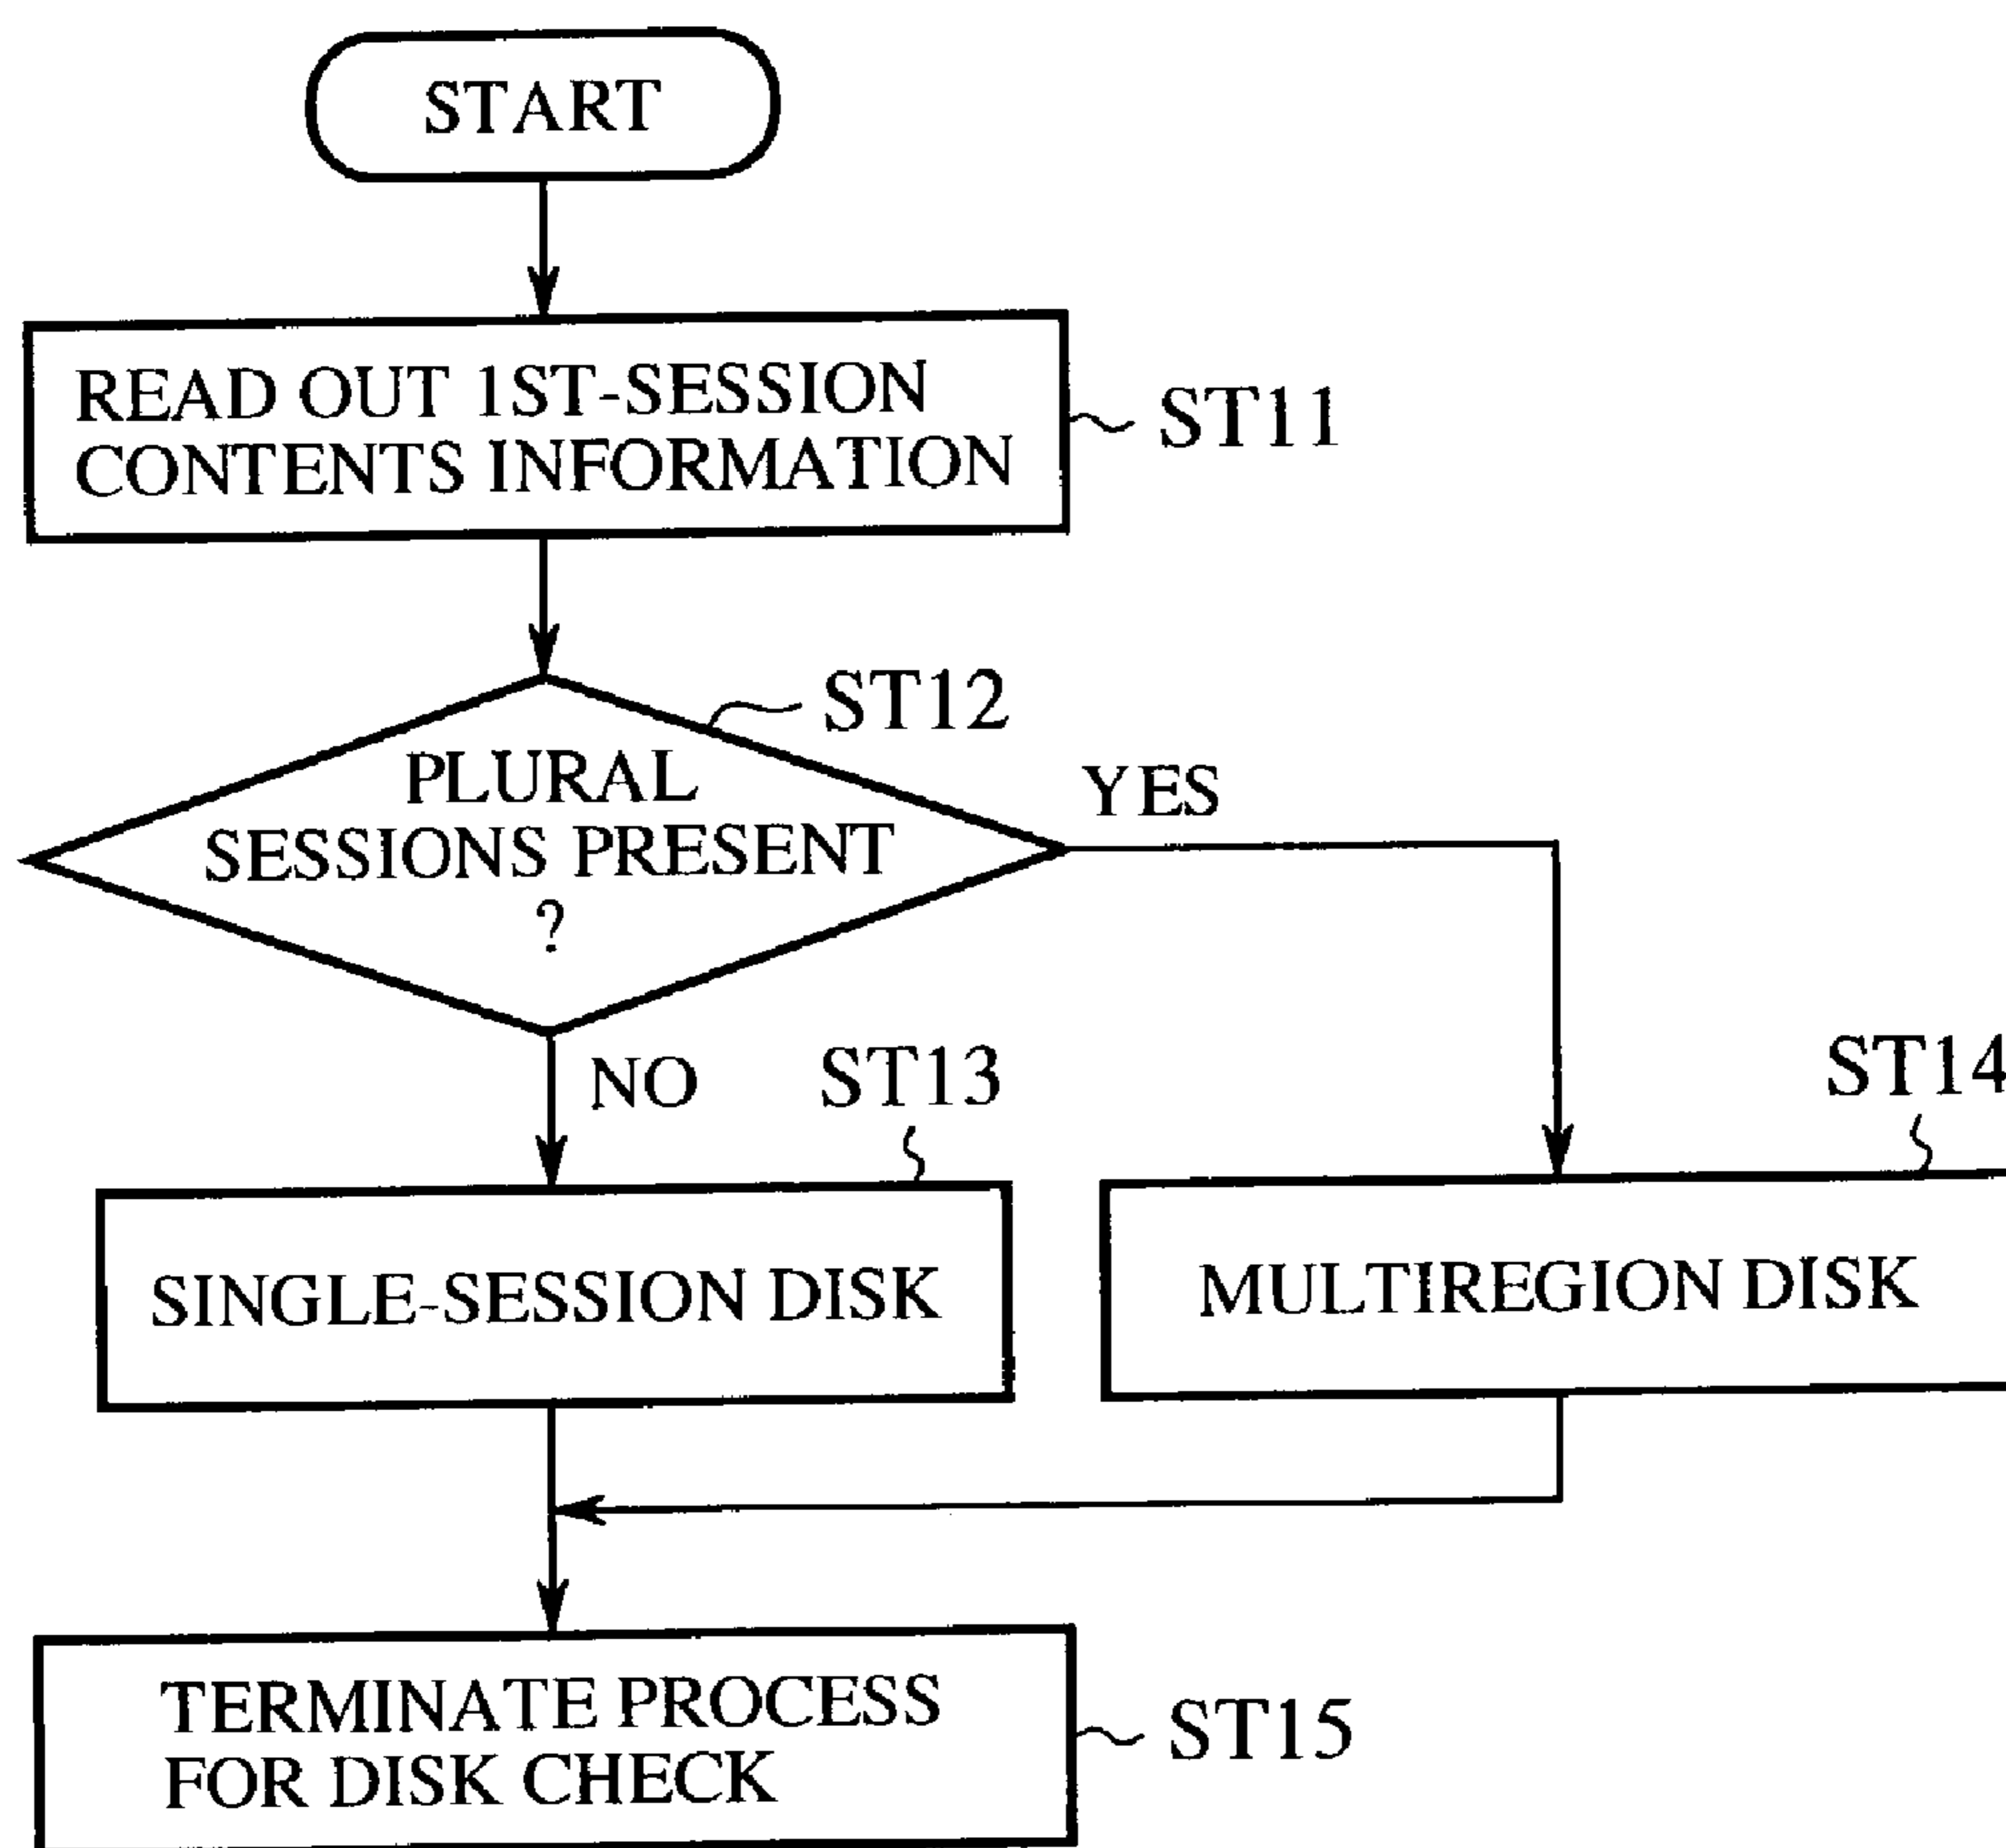 START
READ OUT 1ST-SESSION
CONTENTS INFORMATION
ST11
ST12
PLURAL
SESSIONS PRESENT
?
YES
NO
ST13
ST14
SINGLE-SESSION DISK
MULTIREGION DISK
TERMINATE PROCESS
FOR DISK CHECK
ST15